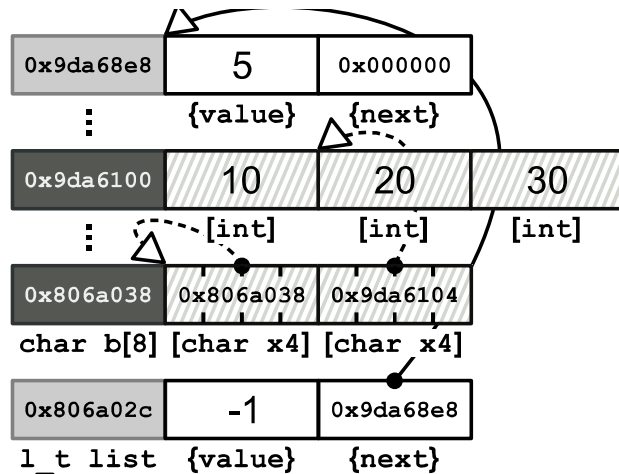 0x9da68e8 5 0x000000
{value} {next}
0x9da6100 10 20 30
[int] [int] [int]
0x806a038 0x806a038 0x9da6104
char b[8] [char x4] [char x4]
0x806a02c -1 0x9da68e8
l_t list {value} {next}